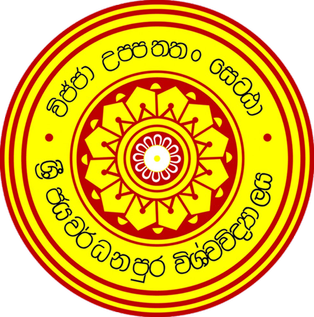 විජ්ජා උප්පතතං සෙට්ඨා
ශ්‍රී ජයවර්ධනපුර විශ්වවිද්‍යාලය